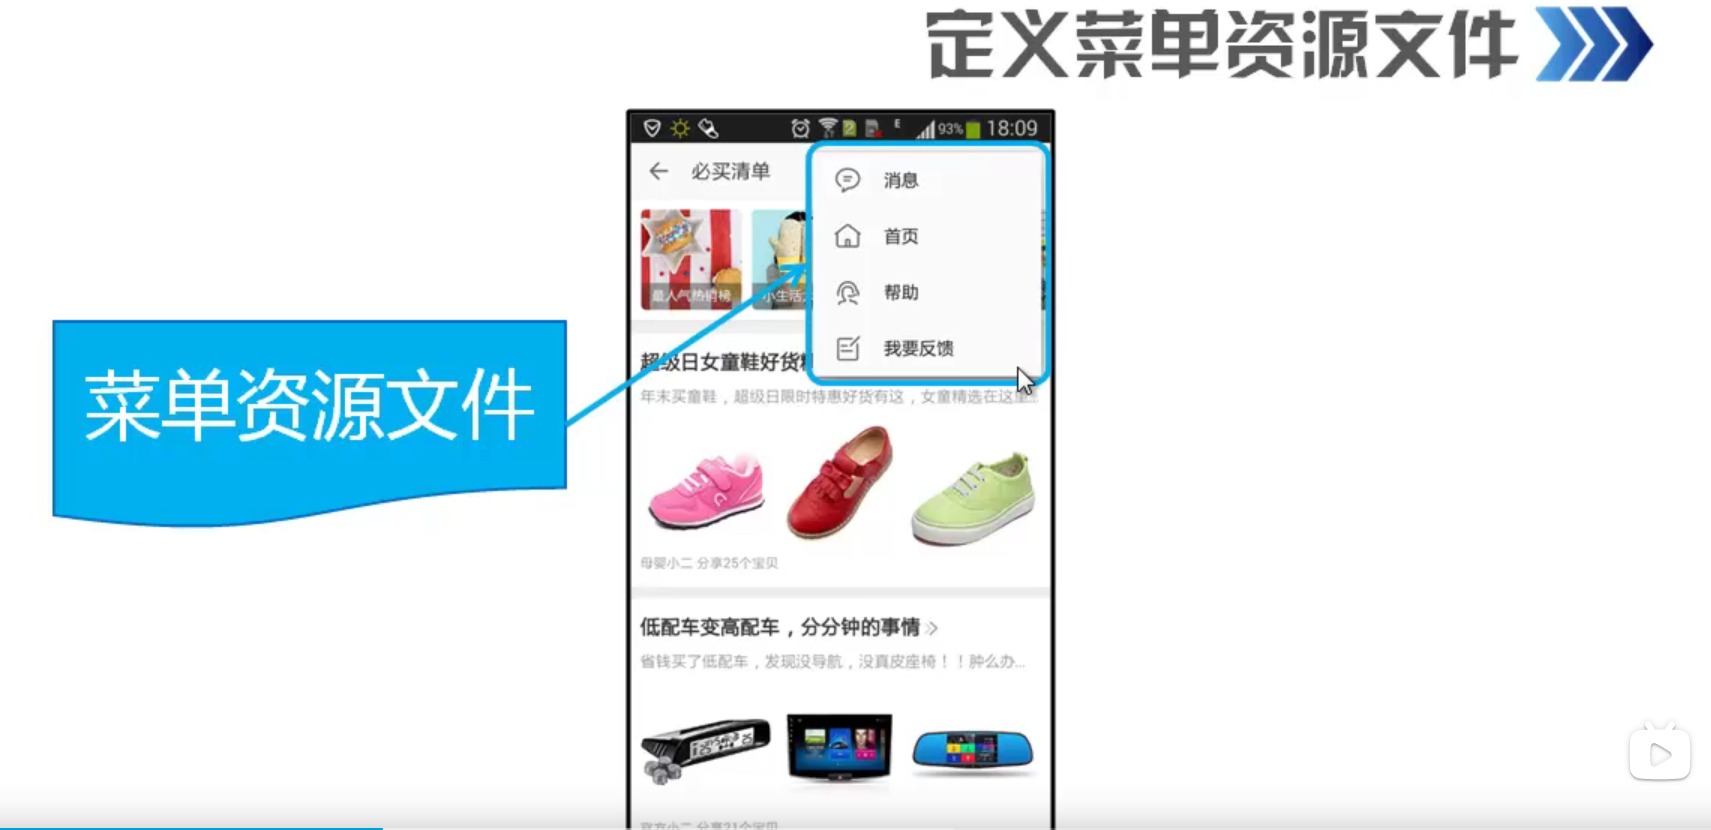 定义菜单资源文件
E
93%
18:09
必买清单
消息
首页
帮助
我要反馈
最人气热销榜
小生活
菜单资源文件
超级日女童鞋好货
年末买童鞋，超级日限时特惠好货有这，女童精选在这里
母婴小二 分享25个宝贝
低配车变高配车，分分钟的事情
省钱买了低配车，发现没导航，没真皮座椅！！肿么办...